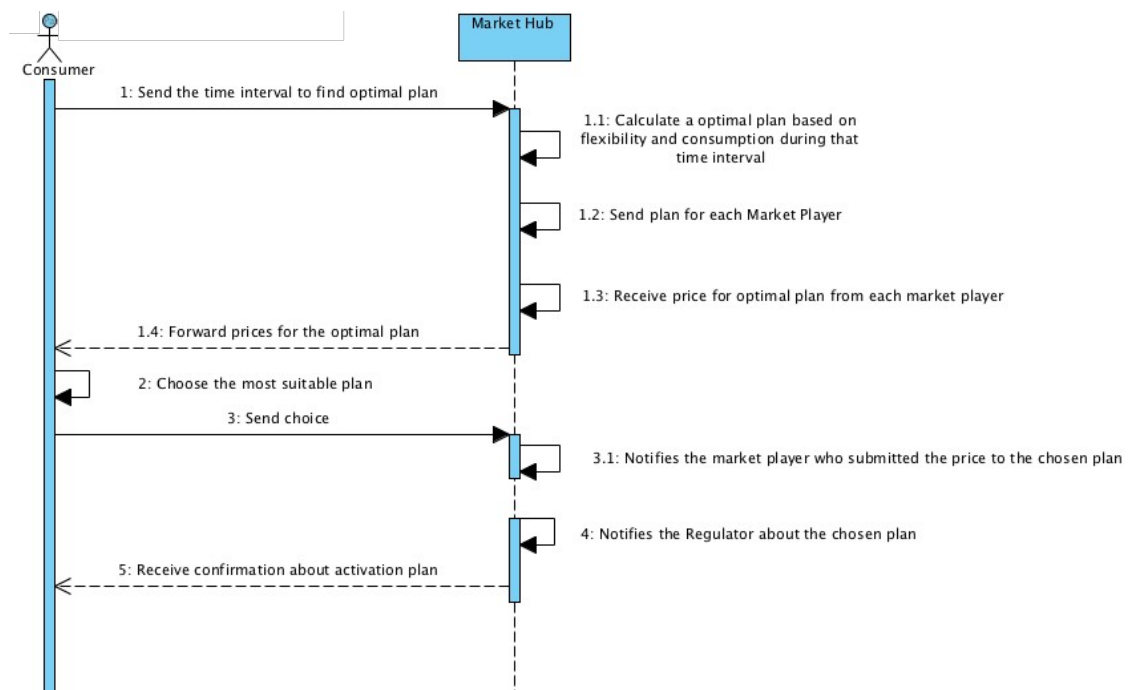 Market Hub
Consumer
1: Send the time interval to find optimal plan
1.1: Calculate a optimal plan based on
flexibility and consumption during that
time interval
1.2: Send plan for each Market Player
1.3: Receive price for optimal plan from each market player
1.4: Forward prices for the optimal plan
2: Choose the most suitable plan
3: Send choice
3.1: Notifies the market player who submitted the price to the chosen plan
4: Notifies the Regulator about the chosen plan
5: Receive confirmation about activation plan